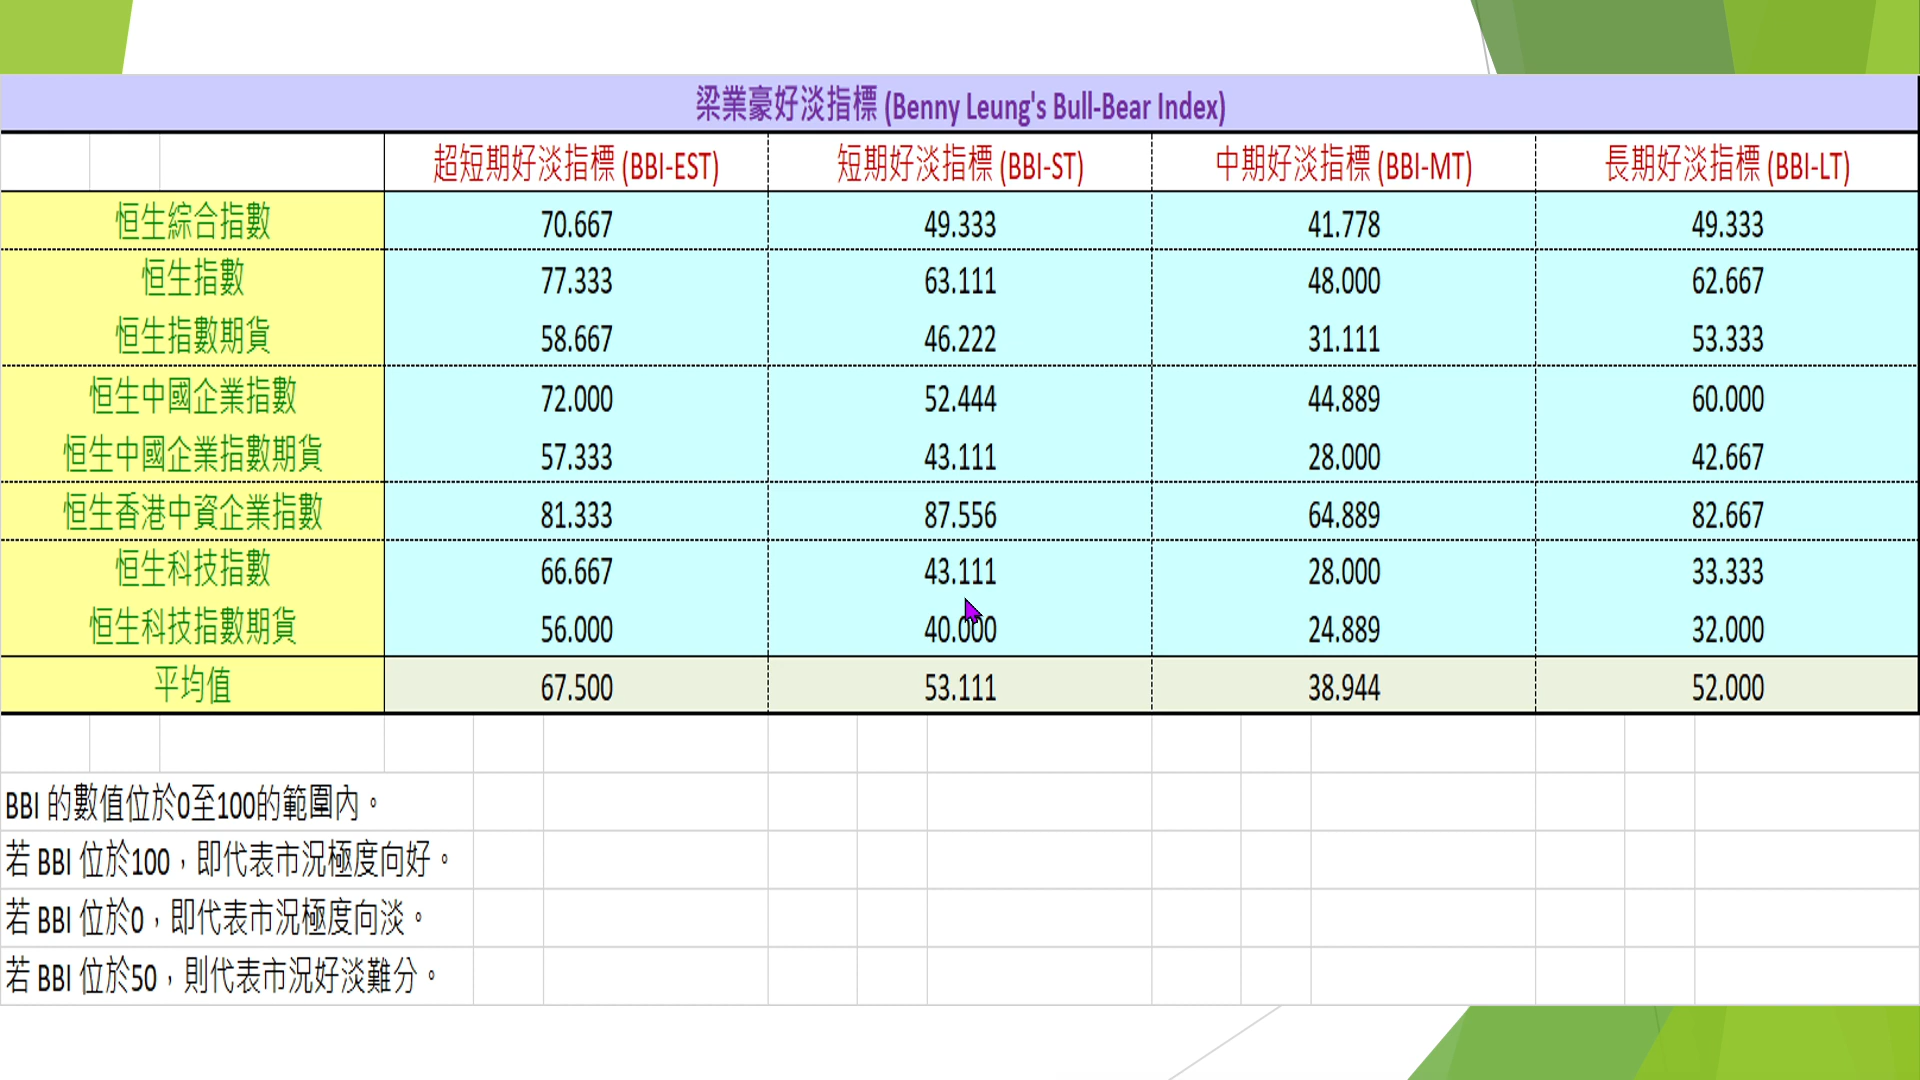 梁業豪好淡指標 (Benny Leung's Bull-Bear Index)
超短期好淡指標 (BBI-EST) 短期好淡指標 (BBI-ST) 中期好淡指標 (BBI-MT) 長期好淡指標 (BBI-LT)
恒生綜合指數 70.667 49.333 41.778 49.333
恒生指數 77.333 63.111 48.000 62.667
恒生指數期貨 58.667 46.222 31.111 53.333
恒生中國企業指數 72.000 52.444 44.889 60.000
恒生中國企業指數期貨 57.333 43.111 28.000 42.667
恒生香港中資企業指數 81.333 87.556 64.889 82.667
恒生科技指數 66.667 43.111 28.000 33.333
恒生科技指數期貨 56.000 40.000 24.889 32.000
平均值 67.500 53.111 38.944 52.000
BBI 的數值位於0至100的範圍內。
若 BBI 位於100，即代表市況極度向好。
若 BBI 位於0，即代表市況極度向淡。
若 BBI 位於50，則代表市況好淡難分。